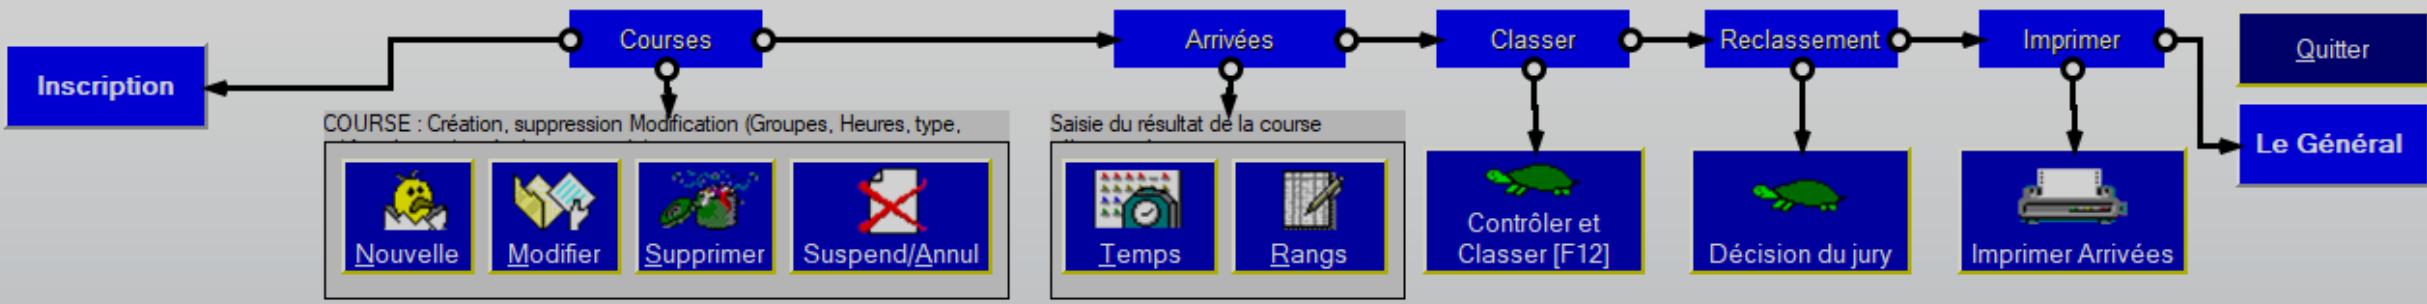 Courses
Arrivées
Classer
Reclassement
Imprimer
Quitter
Inscription
COURSE : Création, suppression Modification (Groupes, Heures, type,
Saisie du résultat de la course
Le Général
Nouvelle
Modifier
Supprimer
Suspend/Annul
Temps
Rangs
Contrôler et
Classer [F12]
Décision du jury
Imprimer Arrivées